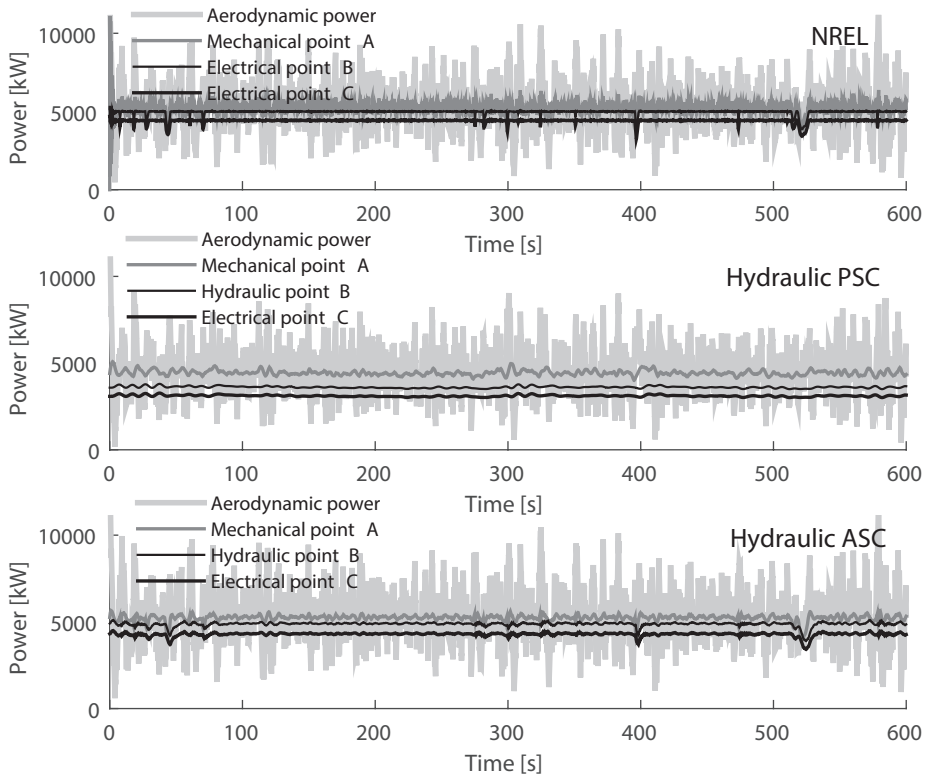 Aerodynamic power
10000
Mechanical point A
NREL
Electrical point B
Electrical point C
5000
Power [kW]
0
0 100 200 300 400 500 600
Time [s]
Aerodynamic power
Mechanical point A
10000
Hydraulic PSC
Hydraulic point B
Electrical point C
5000
Power [kW]
0
0 100 200 300 400 500 600
Time [s]
Aerodynamic power
Mechanical point A
10000
Hydraulic ASC
Hydraulic point B
Electrical point C
5000
Power [kW]
0
0 100 200 300 400 500 600
Time [s]